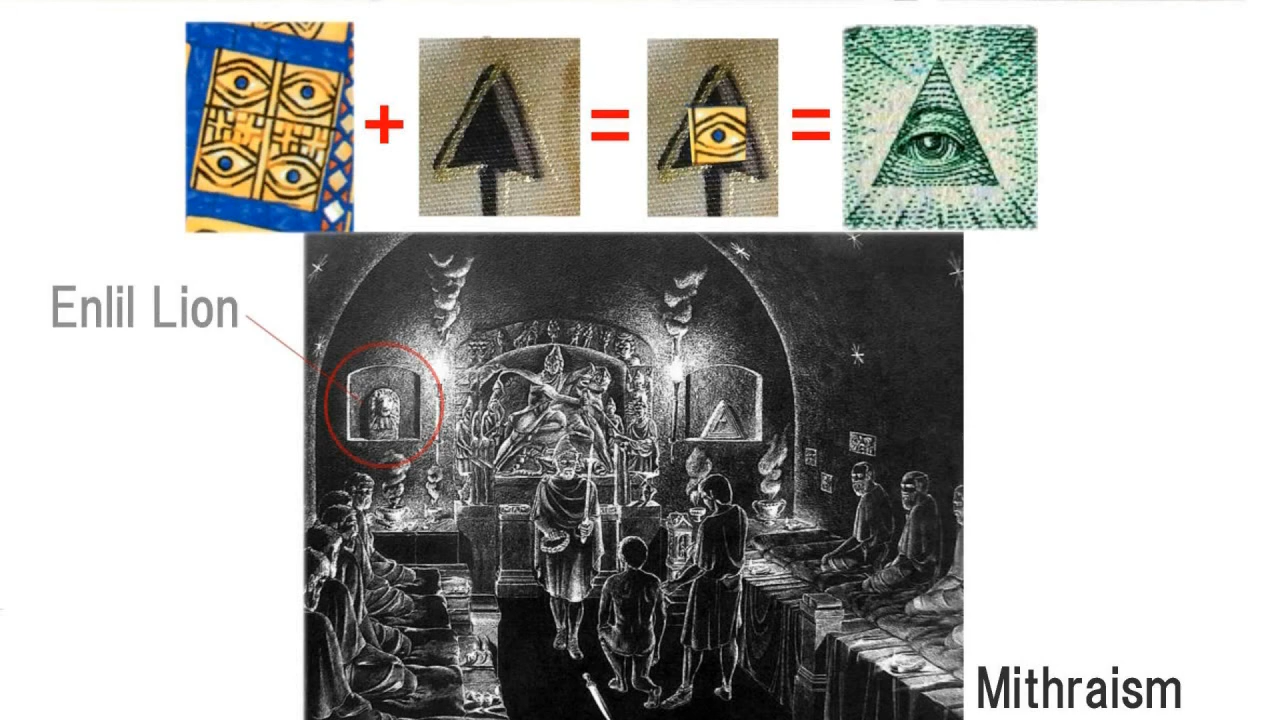 + = =
Enlil Lion
Mithraism